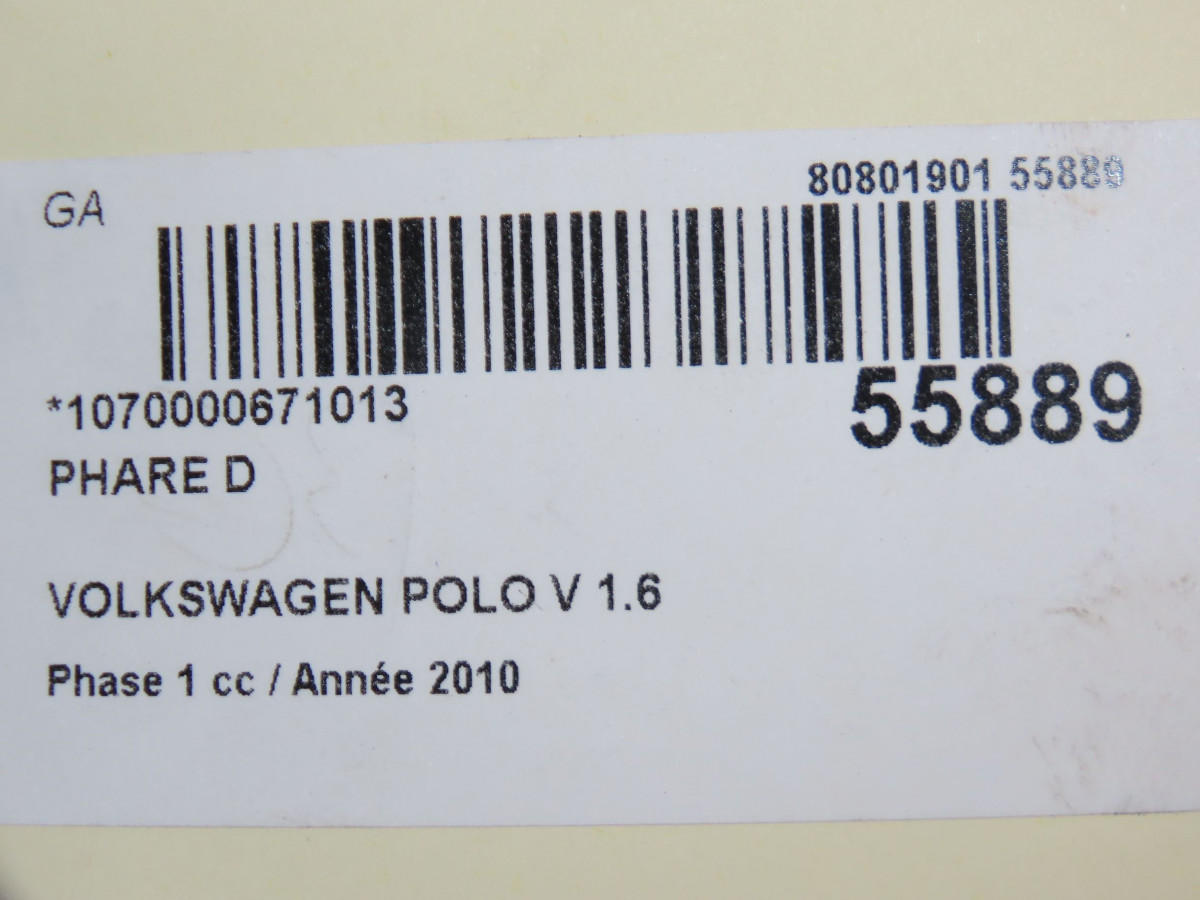 GA
80801901 55889
*1070000671013
55889
PHARE D
VOLKSWAGEN POLO V 1.6
Phase 1 cc / Année 2010